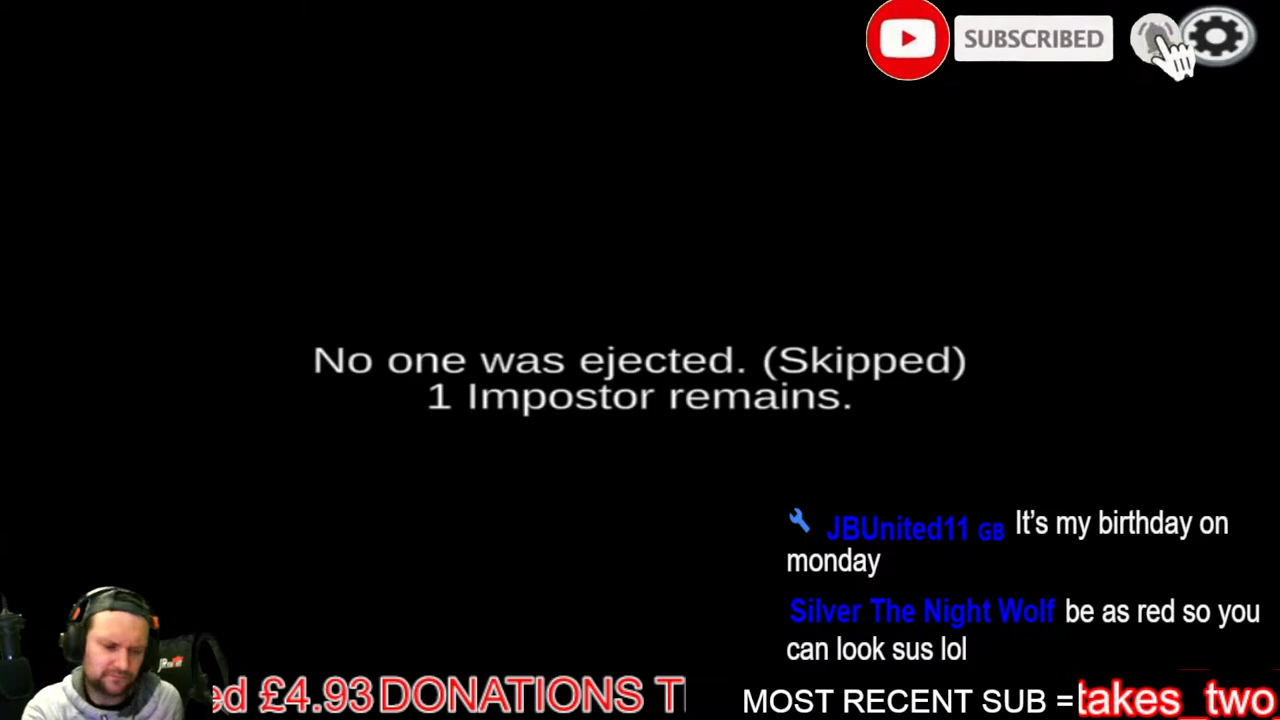 SUBSCRIBED
No one was ejected. (Skipped)
1 Impostor remains.
JBUnited11 GB It's my birthday on
monday
Silver The Night Wolf be as red so you
can look sus lol
ed £4.93 DONATIONS T
MOST RECENT SUB = takes_two